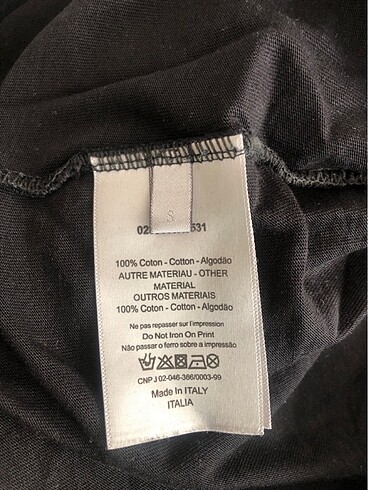 S
100% Coton - Cotton - Algodão
AUTRE MATERIAU - OTHER
MATERIAL
OUTROS MATERIAIS
100% Coton - Cotton - Algodão
Ne pas repasser sur l'impression
Do Not Iron On Print
Não passar o ferro sobre a impressão
CNPJ 02-046-366/0003-99
Made In ITALY
ITALIA